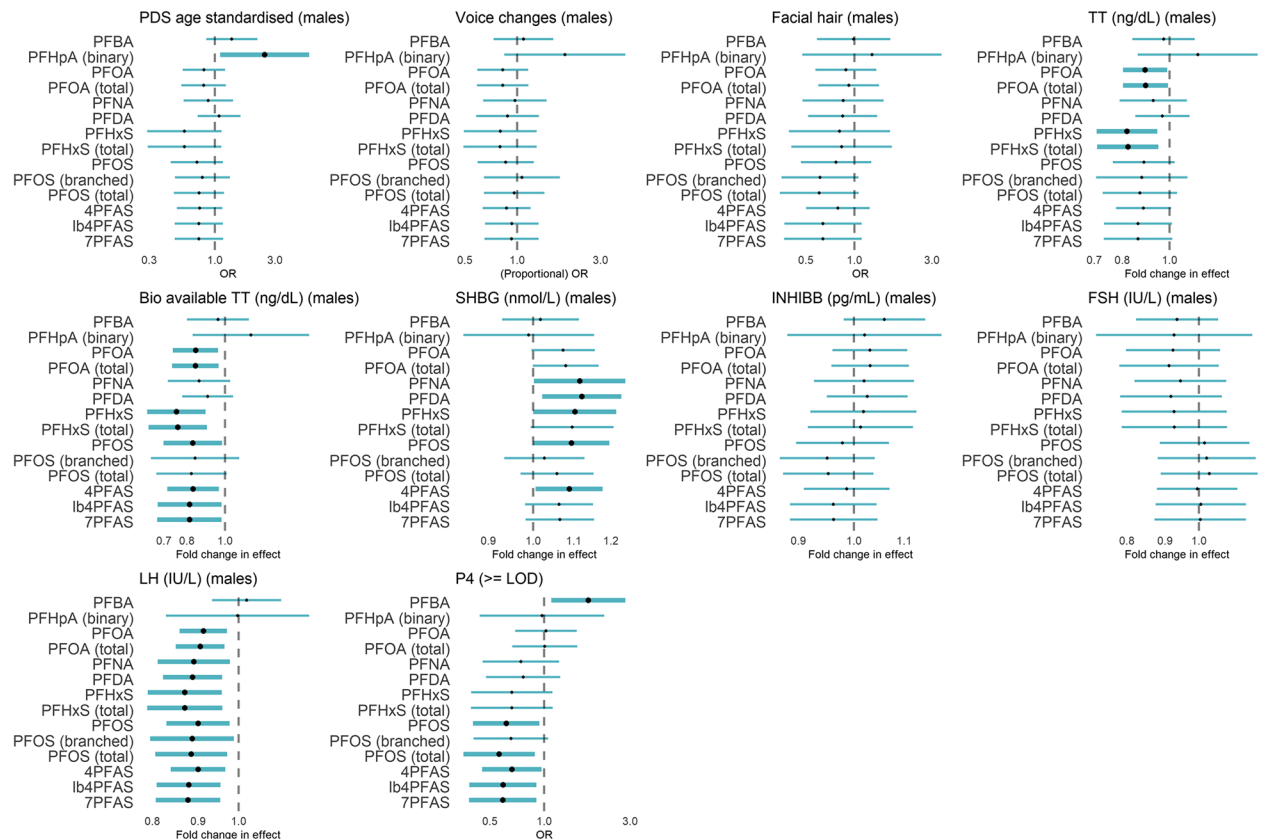 PDS age standardised (males)
PFBA
PFHpA (binary)
PFOA
PFOA (total)
PFNA
PFDA
PFHxS
PFHxS (total)
PFOS
PFOS (branched)
PFOS (total)
4PFAS
lb4PFAS
7PFAS
0.3 1.0 3.0
OR
Voice changes (males)
PFBA
PFHpA (binary)
PFOA
PFOA (total)
PFNA
PFDA
PFHxS
PFHxS (total)
PFOS
PFOS (branched)
PFOS (total)
4PFAS
lb4PFAS
7PFAS
0.5 1.0 3.0
(Proportional) OR
Facial hair (males)
PFBA
PFHpA (binary)
PFOA
PFOA (total)
PFNA
PFDA
PFHxS
PFHxS (total)
PFOS
PFOS (branched)
PFOS (total)
4PFAS
lb4PFAS
7PFAS
0.5 1.0 3.0
OR
TT (ng/dL) (males)
PFBA
PFHpA (binary)
PFOA
PFOA (total)
PFNA
PFDA
PFHxS
PFHxS (total)
PFOS
PFOS (branched)
PFOS (total)
4PFAS
lb4PFAS
7PFAS
0.7 0.8 1.0
Fold change in effect
Bio available TT (ng/dL) (males)
PFBA
PFHpA (binary)
PFOA
PFOA (total)
PFNA
PFDA
PFHxS
PFHxS (total)
PFOS
PFOS (branched)
PFOS (total)
4PFAS
lb4PFAS
7PFAS
0.7 0.8 1.0
Fold change in effect
SHBG (nmol/L) (males)
PFBA
PFHpA (binary)
PFOA
PFOA (total)
PFNA
PFDA
PFHxS
PFHxS (total)
PFOS
PFOS (branched)
PFOS (total)
4PFAS
lb4PFAS
7PFAS
0.9 1.0 1.1 1.2
Fold change in effect
INHIBB (pg/mL) (males)
PFBA
PFHpA (binary)
PFOA
PFOA (total)
PFNA
PFDA
PFHxS
PFHxS (total)
PFOS
PFOS (branched)
PFOS (total)
4PFAS
lb4PFAS
7PFAS
0.9 1.0 1.1
Fold change in effect
FSH (IU/L) (males)
PFBA
PFHpA (binary)
PFOA
PFOA (total)
PFNA
PFDA
PFHxS
PFHxS (total)
PFOS
PFOS (branched)
PFOS (total)
4PFAS
lb4PFAS
7PFAS
0.8 0.9 1.0
Fold change in effect
LH (IU/L) (males)
PFBA
PFHpA (binary)
PFOA
PFOA (total)
PFNA
PFDA
PFHxS
PFHxS (total)
PFOS
PFOS (branched)
PFOS (total)
4PFAS
lb4PFAS
7PFAS
0.8 0.9 1.0
Fold change in effect
P4 (>= LOD)
PFBA
PFHpA (binary)
PFOA
PFOA (total)
PFNA
PFDA
PFHxS
PFHxS (total)
PFOS
PFOS (branched)
PFOS (total)
4PFAS
lb4PFAS
7PFAS
0.5 1.0 3.0
OR